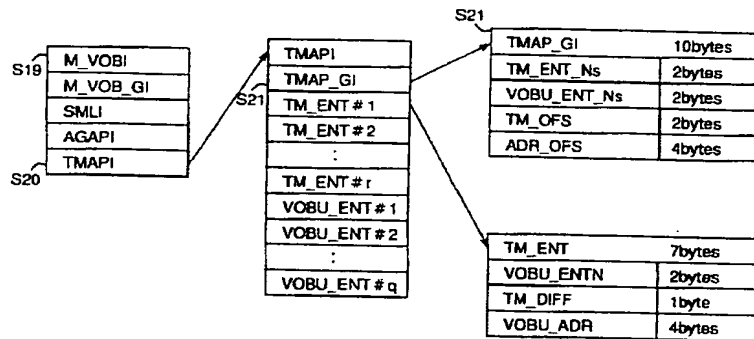 S19
M_VOBI
M_VOB_GI
SMLI
AGAPI
TMAPI
S20
TMAPI
TMAP_GI
S21
TM_ENT#1
TM_ENT#2
:
TM_ENT#r
VOBU_ENT#1
VOBU_ENT#2
:
VOBU_ENT#q
S21
TMAP_GI 10bytes
TM_ENT_Ns 2bytes
VOBU_ENT_Ns 2bytes
TM_OFS 2bytes
ADR_OFS 4bytes
TM_ENT 7bytes
VOBU_ENTN 2bytes
TM_DIFF 1byte
VOBU_ADR 4bytes